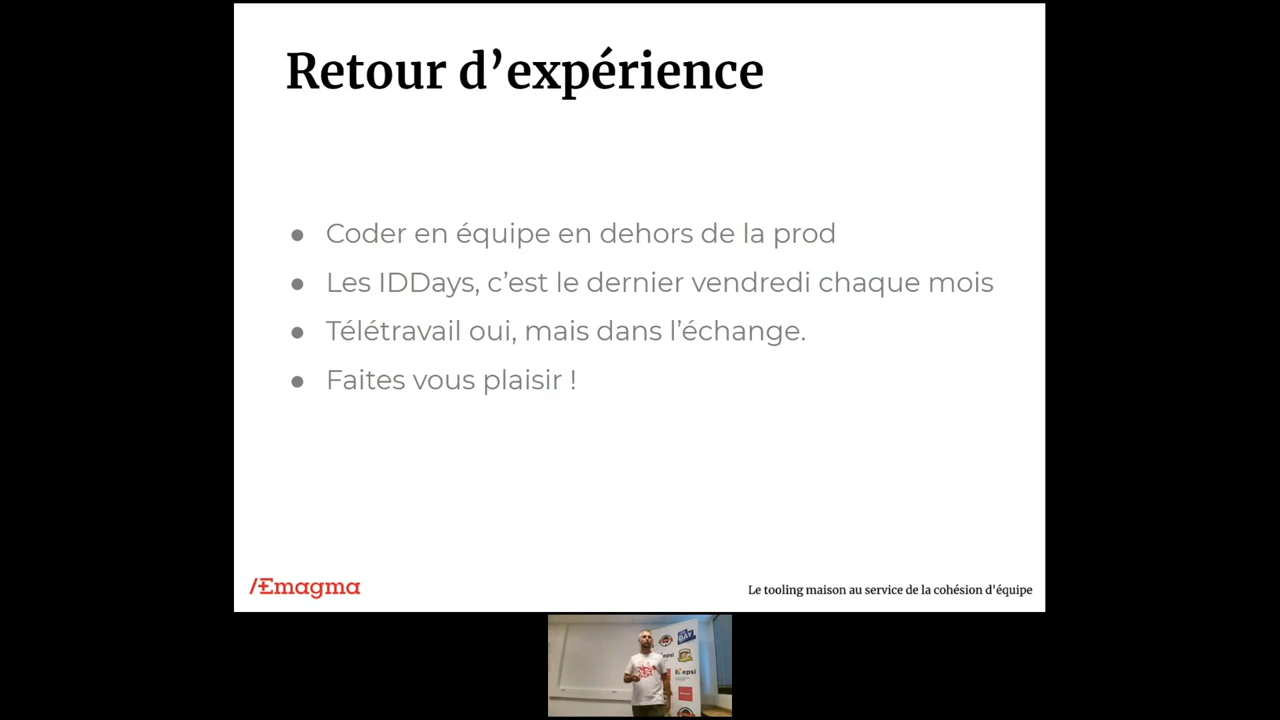 Retour d’expérience
● Coder en équipe en dehors de la prod
● Les IDDays, c’est le dernier vendredi chaque mois
● Télétravail oui, mais dans l’échange.
● Faites vous plaisir !
/Emagma
Le tooling maison au service de la cohésion d'équipe
epsi